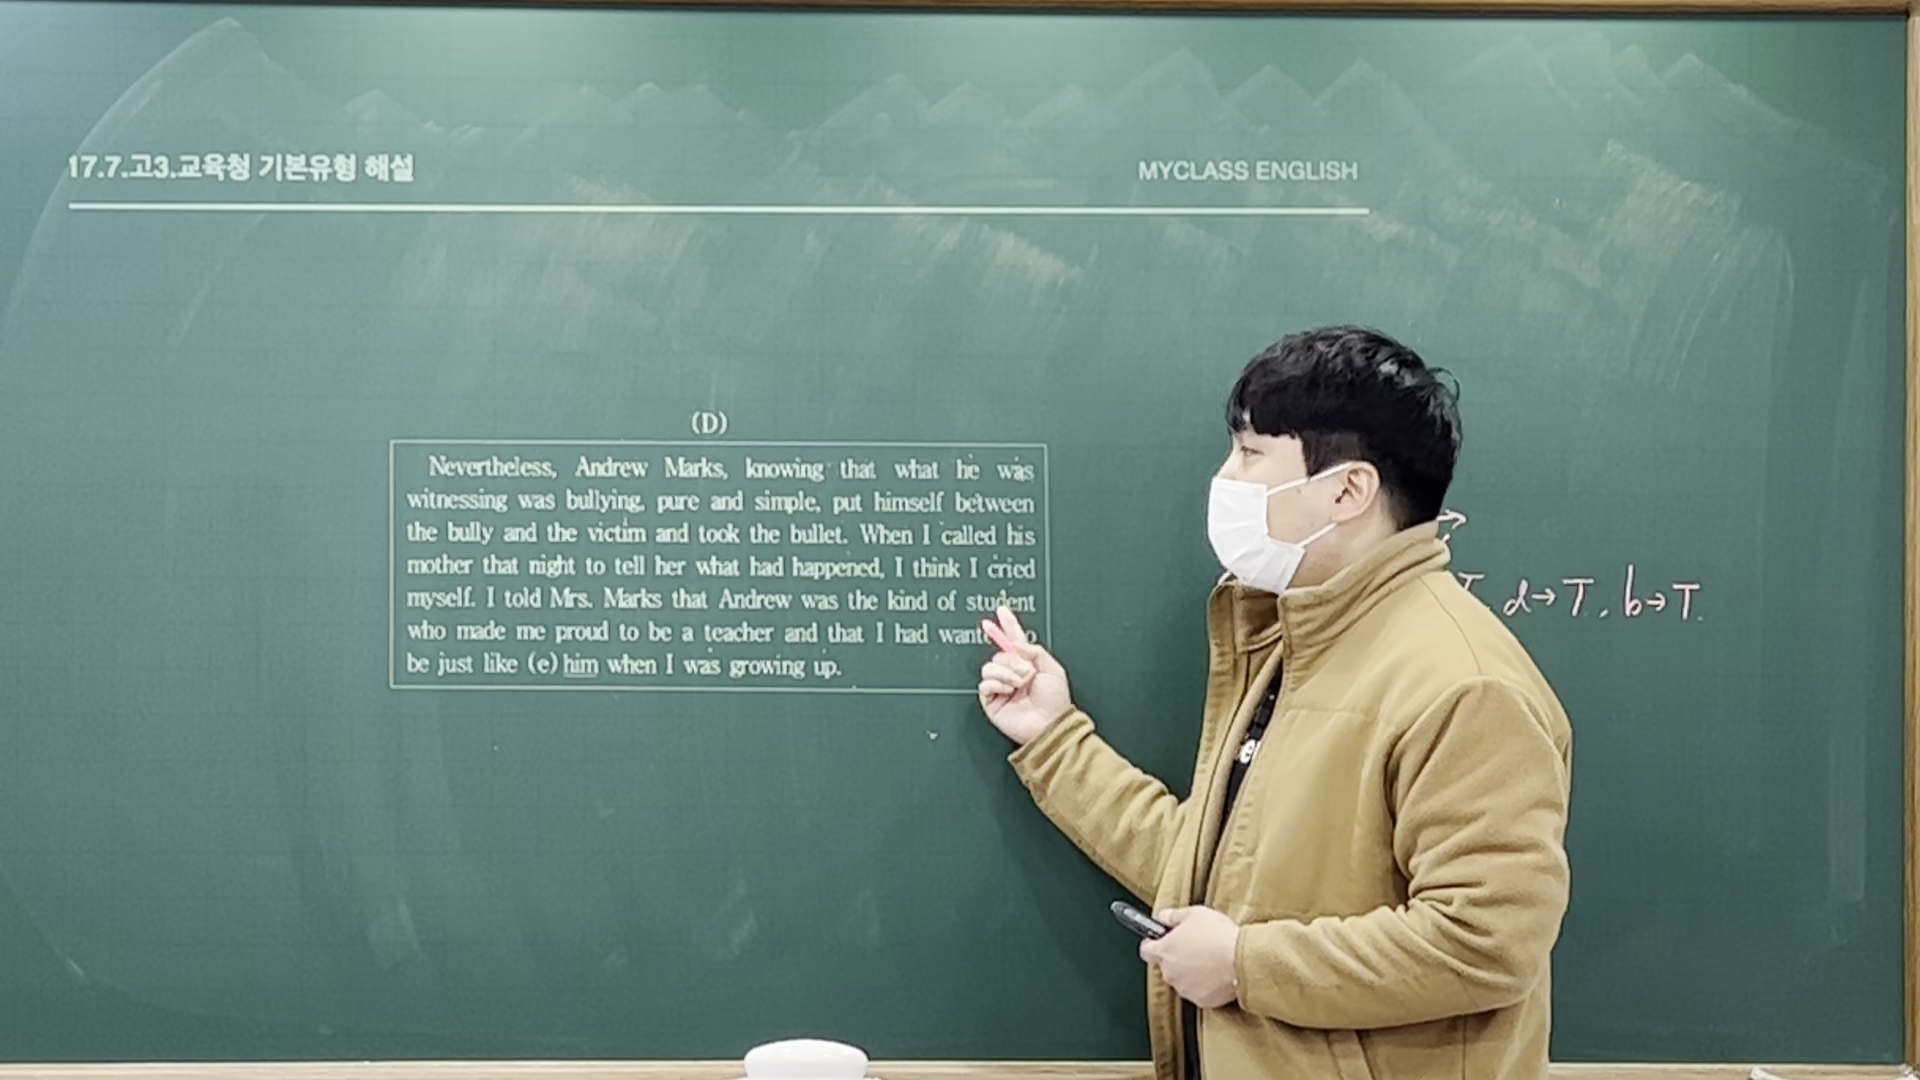 17.7.고3.교육청 기본유형 해설
MYCLASS ENGLISH
(D)
Nevertheless, Andrew Marks, knowing that what he was
witnessing was bullying, pure and simple, put himself between
the bully and the victim and took the bullet. When I called his
mother that night to tell her what had happened, I think I cried
myself. I told Mrs. Marks that Andrew was the kind of student
who made me proud to be a teacher and that I had
be just like (e) him when I was growing up.
d→T, b→T.